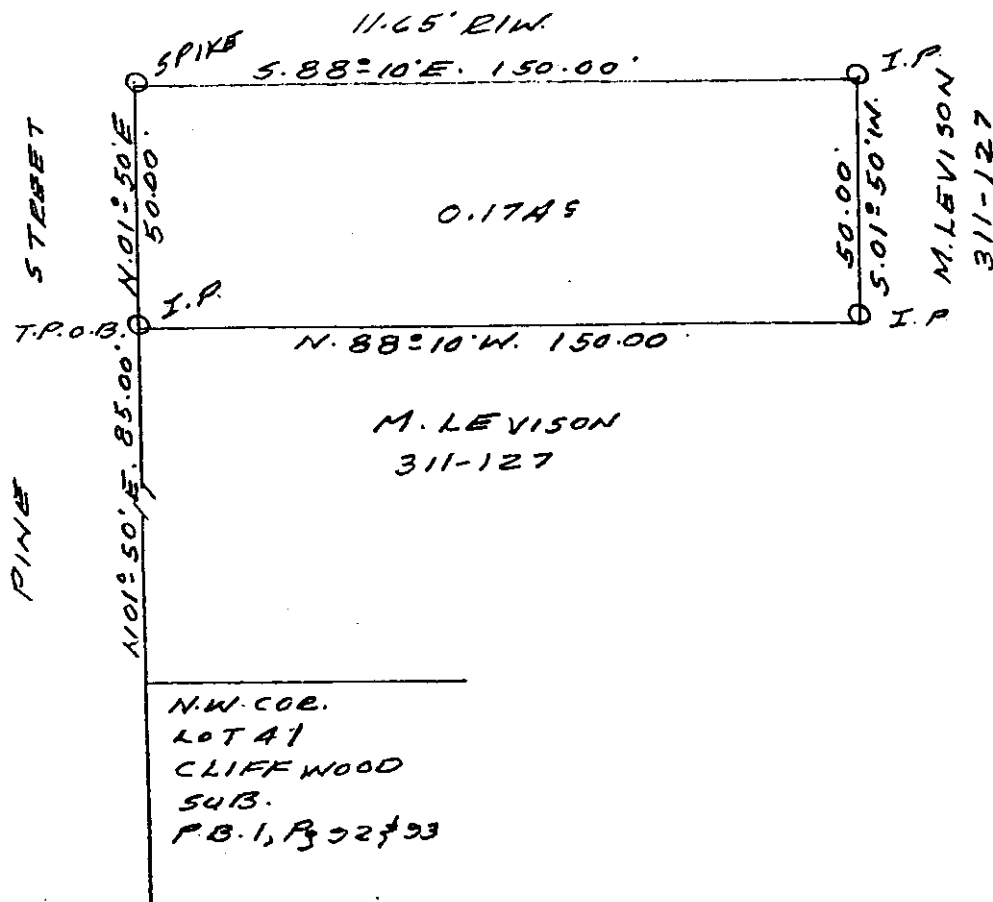 11.65' R/W.
SPIKE
S. 88° 10' E. 150.00'
I.P.
STREET
N. 01° 50' E
50.00'
0.17 A s
50.00'
S. 01° 50' W.
M. LEVISON
311-127
T.P.O.B.
I.P.
I.P
N. 88° 10' W. 150.00
M. LEVISON
311-127
PINE
N01° 50' E. 85.00'
N.W. COR.
LOT 41
CLIFFWOOD
SUB.
P.B. 1, Pg 92 & 93